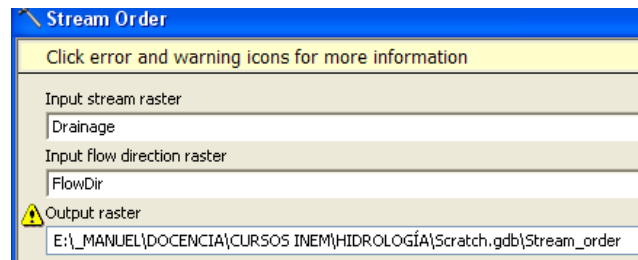 Stream Order
Click error and warning icons for more information
Input stream raster
Drainage
Input flow direction raster
FlowDir
Output raster
E:\_MANUEL\DOCENCIA\CURSOS INEM\HIDROLOGÍA\Scratch.gdb\Stream_order